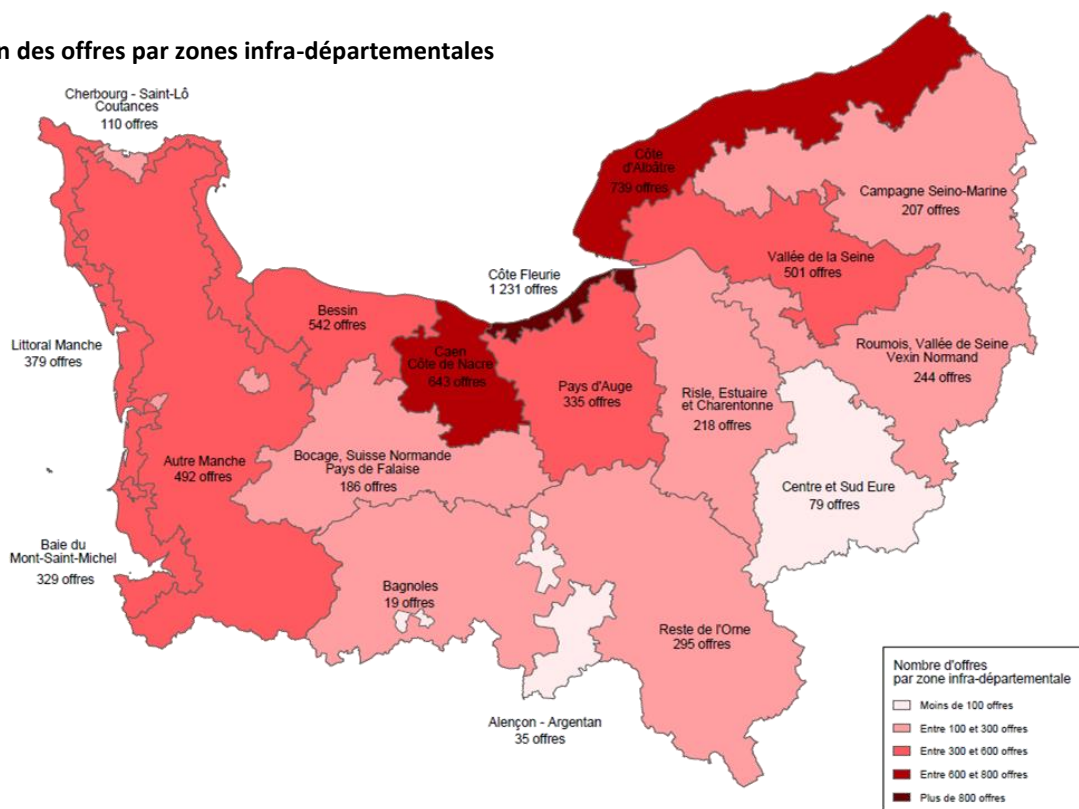 n des offres par zones infra-départementales
Cherbourg - Saint-Lô
Coutances
110 offres
Côte
d'Albâtre
739 offres
Campagne Seino-Marine
207 offres
Vallée de la Seine
501 offres
Côte Fleurie
1 231 offres
Bessin
542 offres
Littoral Manche
379 offres
Caen
Côte de Nacre
643 offres
Roumois, Vallée de Seine
Vexin Normand
244 offres
Pays d'Auge
335 offres
Risle, Estuaire
et Charentonne
218 offres
Autre Manche
492 offres
Bocage, Suisse Normande
Pays de Falaise
186 offres
Centre et Sud Eure
79 offres
Baie du
Mont-Saint-Michel
329 offres
Bagnoles
19 offres
Reste de l'Orne
295 offres
Alençon - Argentan
35 offres
Nombre d'offres
par zone infra-départementale
Moins de 100 offres
Entre 100 et 300 offres
Entre 300 et 600 offres
Entre 600 et 800 offres
Plus de 800 offres